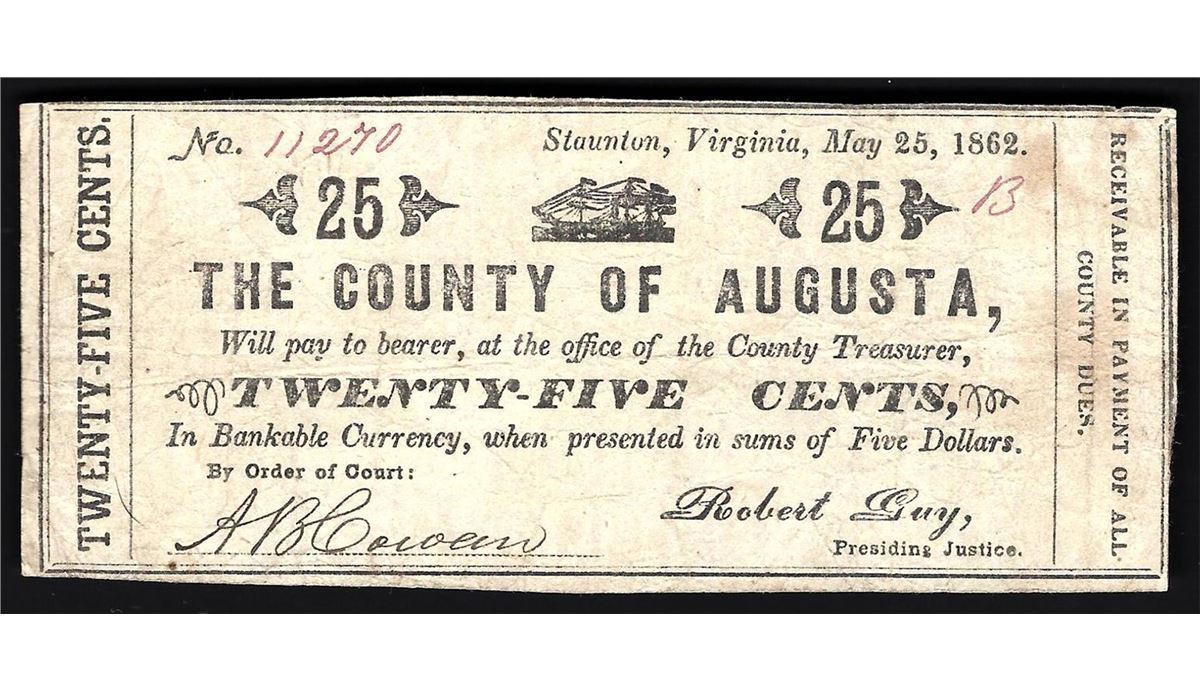 TWENTY-FIVE CENTS.
No. 11270
Staunton, Virginia, May 25, 1862.
25 25 B
THE COUNTY OF AUGUSTA,
Will pay to bearer, at the office of the County Treasurer,
TWENTY-FIVE CENTS,
In Bankable Currency, when presented in sums of Five Dollars.
By Order of Court:
A B Cowan
Robert Guy,
Presiding Justice.
RECEIVABLE IN PAYMENT OF ALL
COUNTY DUES.